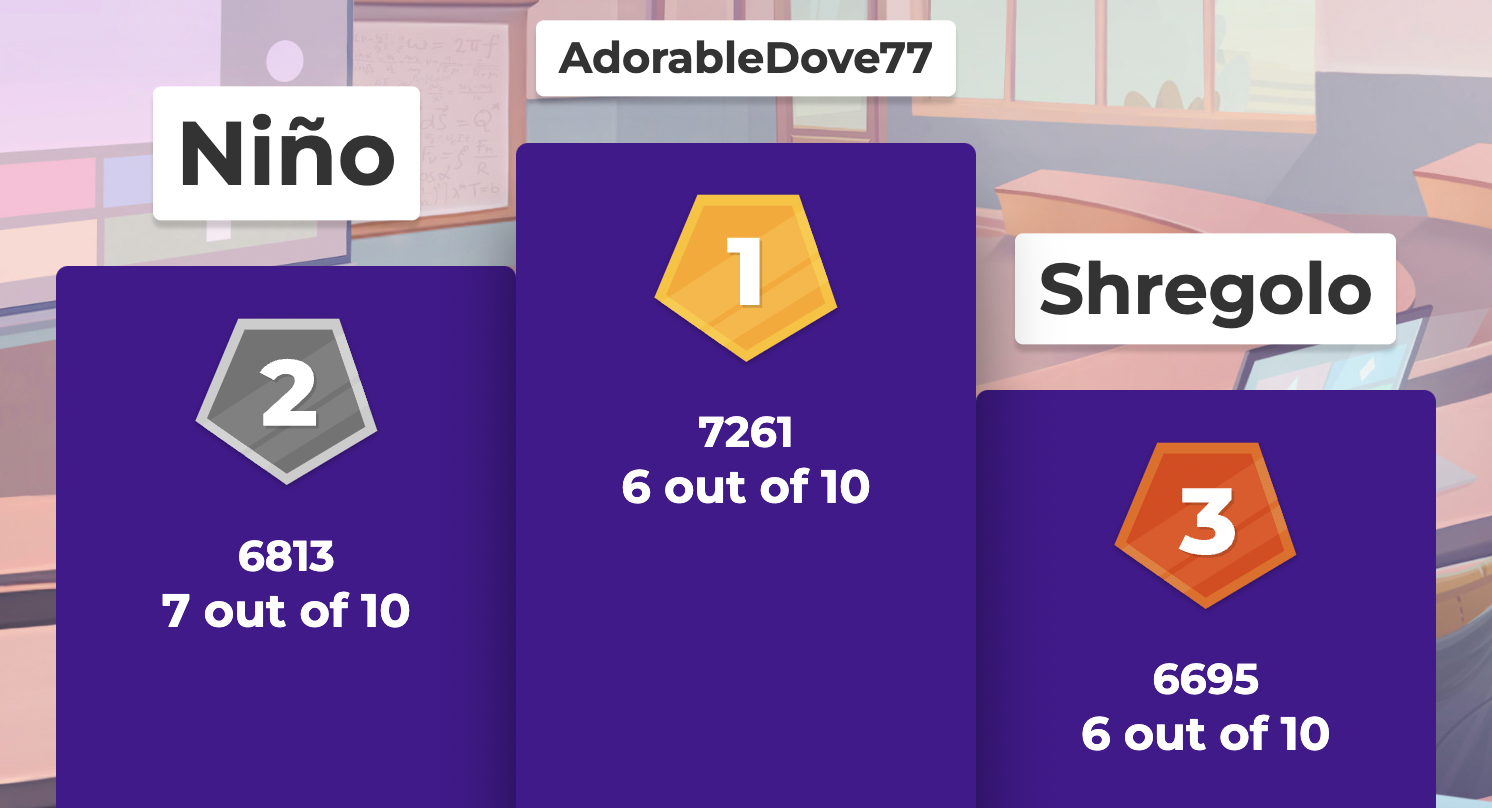 AdorableDove77
Niño
Shregolo
1
7261
6 out of 10
2
6813
7 out of 10
3
6695
6 out of 10